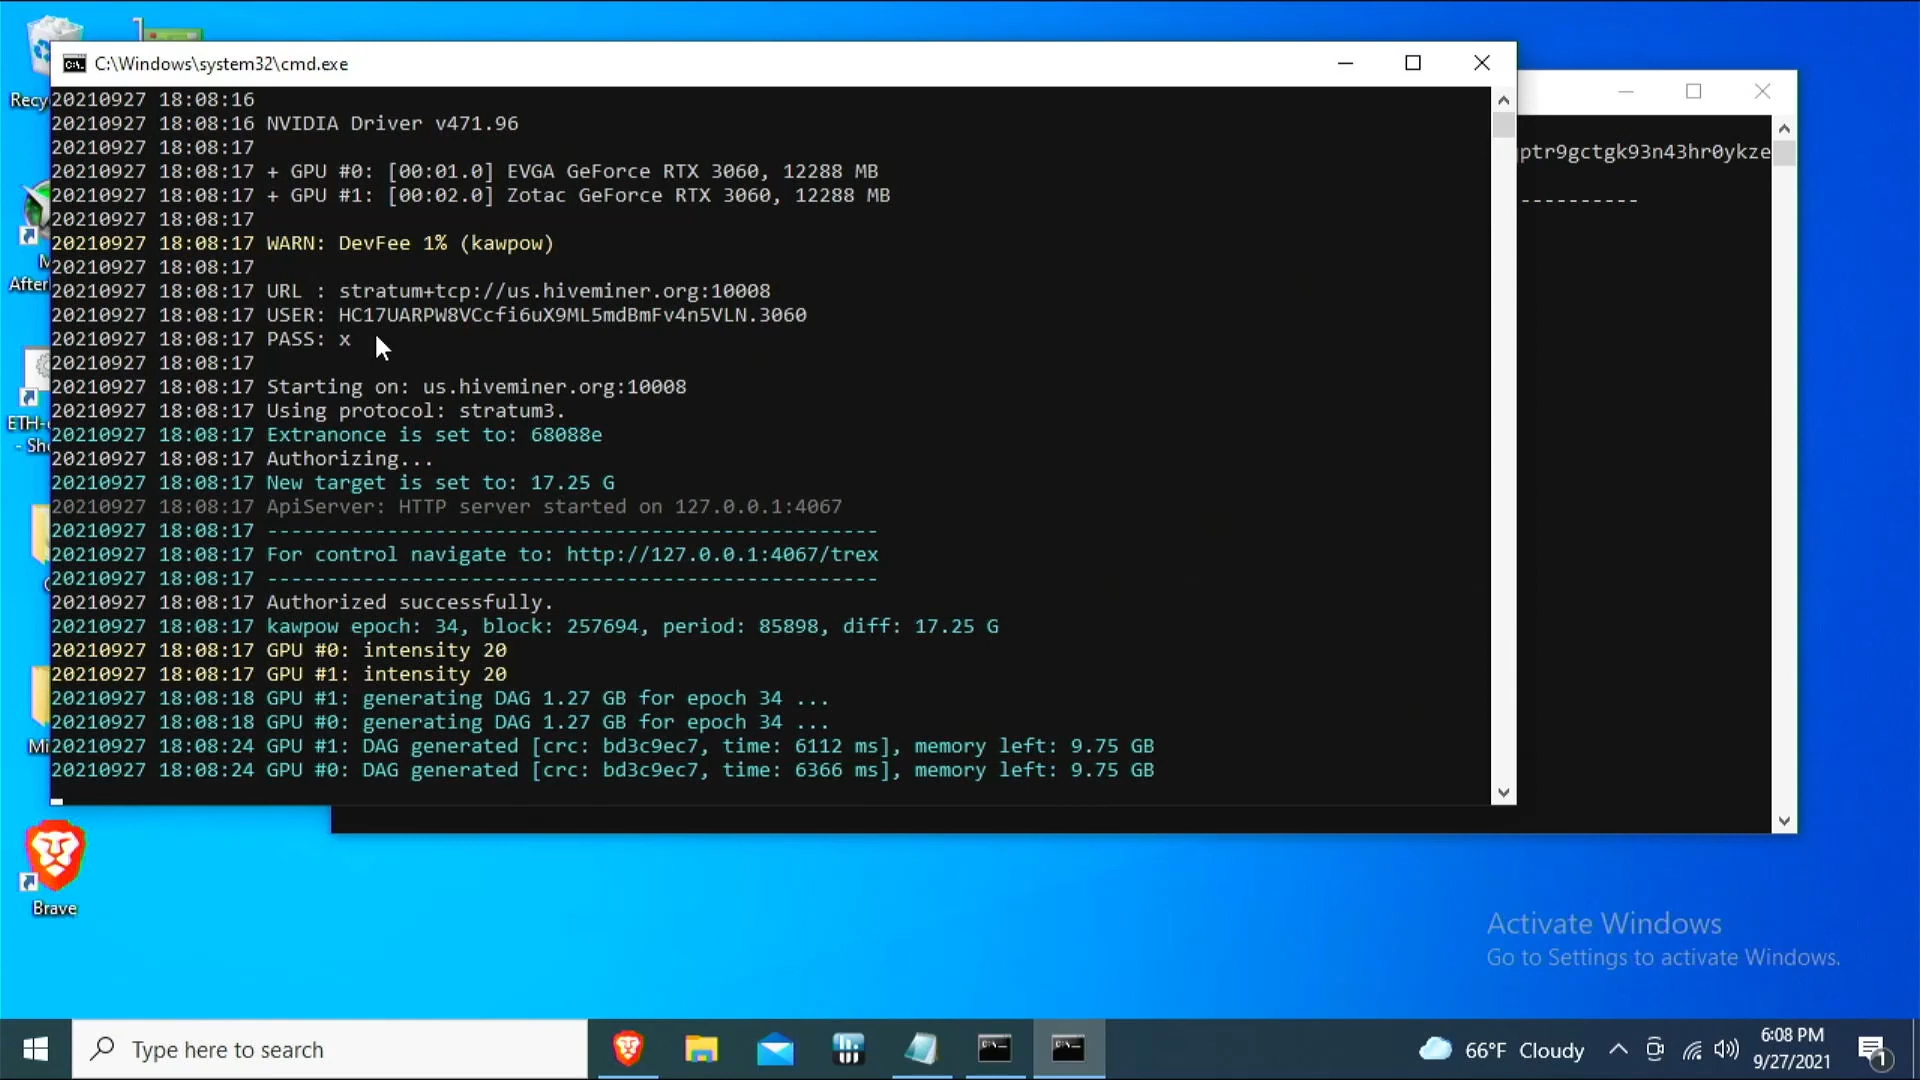 C:\Windows\system32\cmd.exe
20210927 18:08:16
20210927 18:08:16 NVIDIA Driver v471.96
20210927 18:08:17
20210927 18:08:17 + GPU #0: [00:01.0] EVGA GeForce RTX 3060, 12288 MB
20210927 18:08:17 + GPU #1: [00:02.0] Zotac GeForce RTX 3060, 12288 MB
20210927 18:08:17
20210927 18:08:17 WARN: DevFee 1% (kawpow)
20210927 18:08:17
20210927 18:08:17 URL : stratum+tcp://us.hiveminer.org:10008
20210927 18:08:17 USER: HC17UARPW8VCcfi6uX9ML5mdBmFv4n5VLN.3060
20210927 18:08:17 PASS: x
20210927 18:08:17
20210927 18:08:17 Starting on: us.hiveminer.org:10008
20210927 18:08:17 Using protocol: stratum3.
20210927 18:08:17 Extranonce is set to: 68088e
20210927 18:08:17 Authorizing...
20210927 18:08:17 New target is set to: 17.25 G
20210927 18:08:17 ApiServer: HTTP server started on 127.0.0.1:4067
20210927 18:08:17 ---------------------------------------------------
20210927 18:08:17 For control navigate to: http://127.0.0.1:4067/trex
20210927 18:08:17 ---------------------------------------------------
20210927 18:08:17 Authorized successfully.
20210927 18:08:17 kawpow epoch: 34, block: 257694, period: 85898, diff: 17.25 G
20210927 18:08:17 GPU #0: intensity 20
20210927 18:08:17 GPU #1: intensity 20
20210927 18:08:18 GPU #1: generating DAG 1.27 GB for epoch 34 ...
20210927 18:08:18 GPU #0: generating DAG 1.27 GB for epoch 34 ...
20210927 18:08:24 GPU #1: DAG generated [crc: bd3c9ec7, time: 6112 ms], memory left: 9.75 GB
20210927 18:08:24 GPU #0: DAG generated [crc: bd3c9ec7, time: 6366 ms], memory left: 9.75 GB
ptr9gctgk93n43hr0ykze
----------
Recy
After
ETH-
- Sh
Mi
Brave
Activate Windows
Go to Settings to activate Windows.
Type here to search
66°F Cloudy
6:08 PM
9/27/2021
1